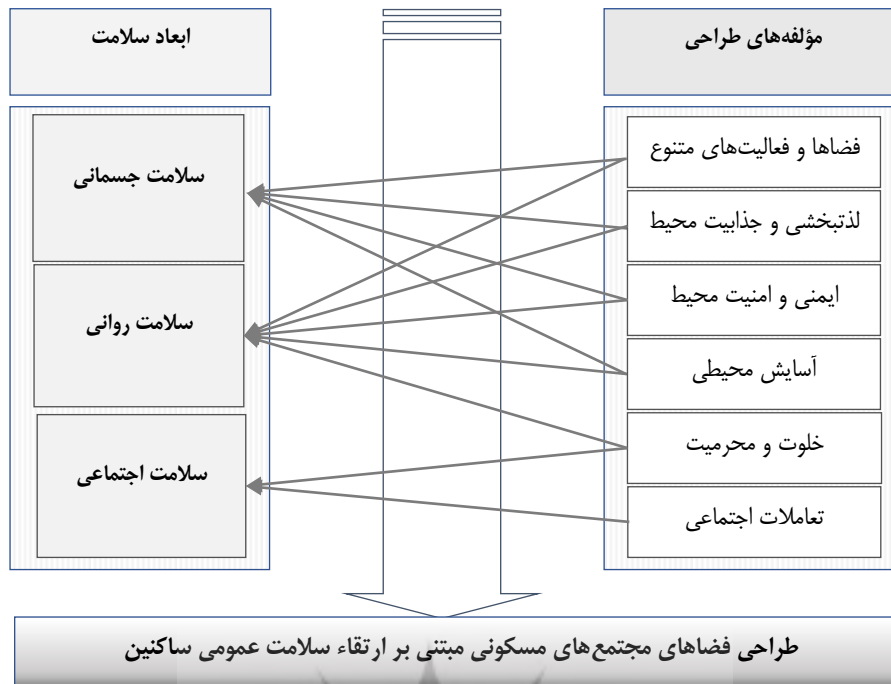 مؤلفه‌های طراحی
ابعاد سلامت
فضاها و فعالیت‌های متنوع
لذتبخشی و جذابیت محیط
ایمنی و امنیت محیط
آسایش محیطی
خلوت و محرمیت
تعاملات اجتماعی
سلامت جسمانی
سلامت روانی
سلامت اجتماعی
طراحی فضاهای مجتمع‌های مسکونی مبتنی بر ارتقاء سلامت عمومی ساکنین